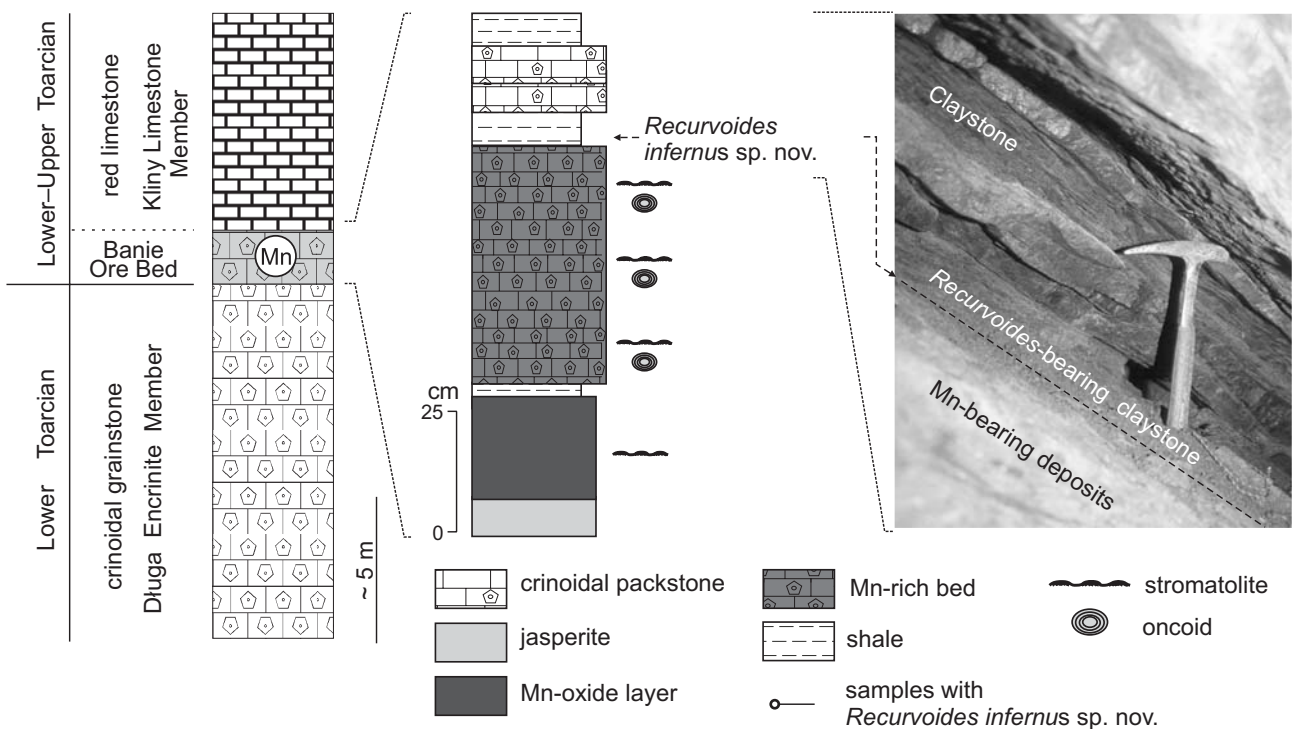 Lower–Upper Toarcian
red limestone
Kliny Limestone
Member
Banie
Ore Bed
Mn
Lower Toarcian
crinoidal grainstone
Długa Encrinite Member
~ 5 m
Recurvoides
infernus sp. nov.
cm
25
0
Claystone
Recurvoides-bearing claystone
Mn-bearing deposits
crinoidal packstone
jasperite
Mn-oxide layer
Mn-rich bed
shale
samples with
Recurvoides infernus sp. nov.
stromatolite
oncoid